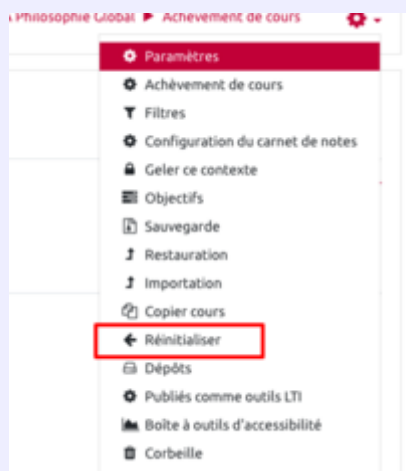 Philosophie Global ► Achèvement de cours
Paramètres
Achèvement de cours
Filtres
Configuration du carnet de notes
Geler ce contexte
Objectifs
Sauvegarde
Restauration
Importation
Copier cours
Réinitialiser
Dépôts
Publiés comme outils LTI
Boîte à outils d'accessibilité
Corbeille